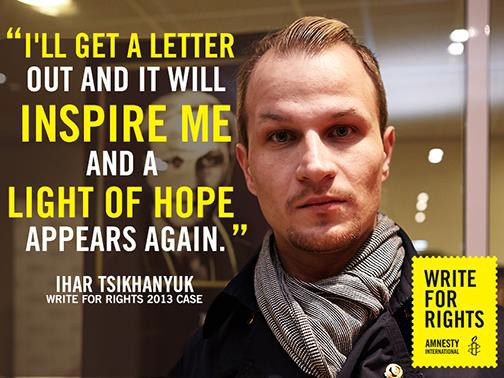 “I'LL GET A LETTER
OUT AND IT WILL
INSPIRE ME
AND A
LIGHT OF HOPE
APPEARS AGAIN.”
IHAR TSIKHANYUK
WRITE FOR RIGHTS 2013 CASE
WRITE
FOR
RIGHTS
AMNESTY
INTERNATIONAL